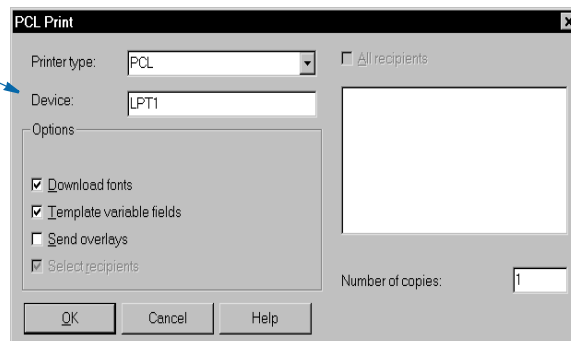 PCL Print
Printer type:
PCL
Device:
LPT1
Options
Download fonts
Template variable fields
Send overlays
Select recipients
All recipients
Number of copies:
1
OK
Cancel
Help